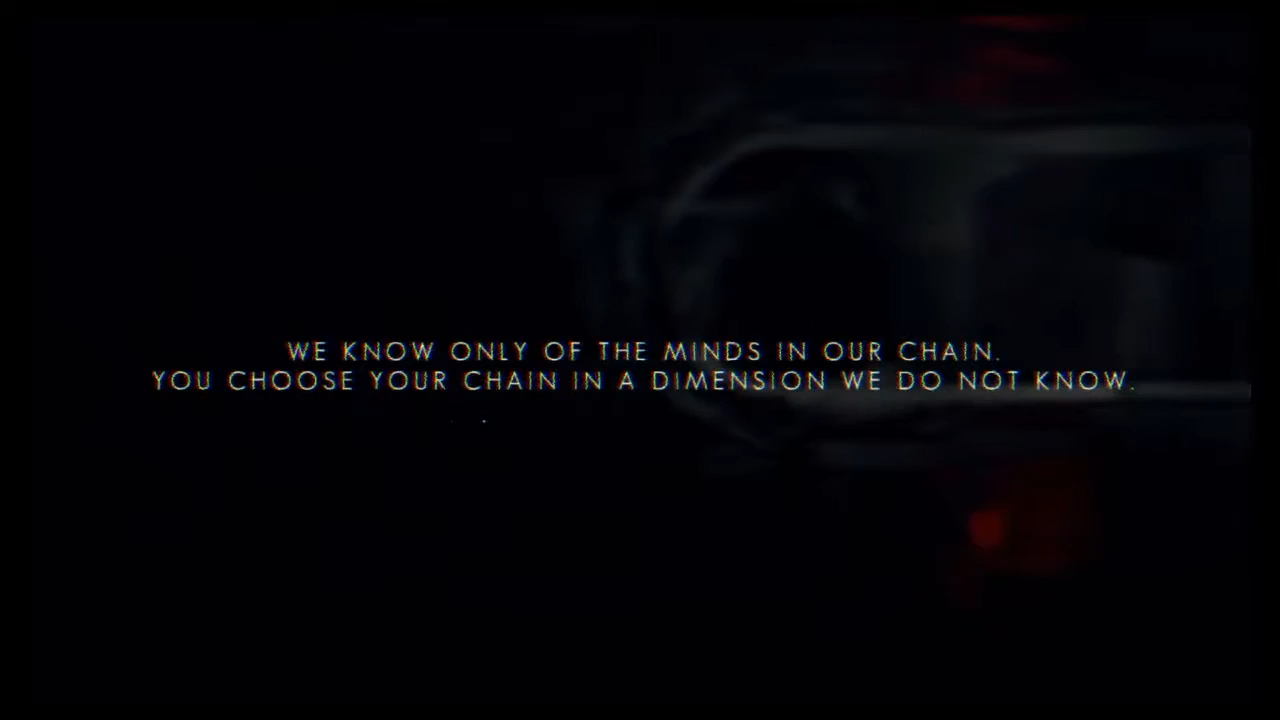 WE KNOW ONLY OF THE MINDS IN OUR CHAIN.
YOU CHOOSE YOUR CHAIN IN A DIMENSION WE DO NOT KNOW.